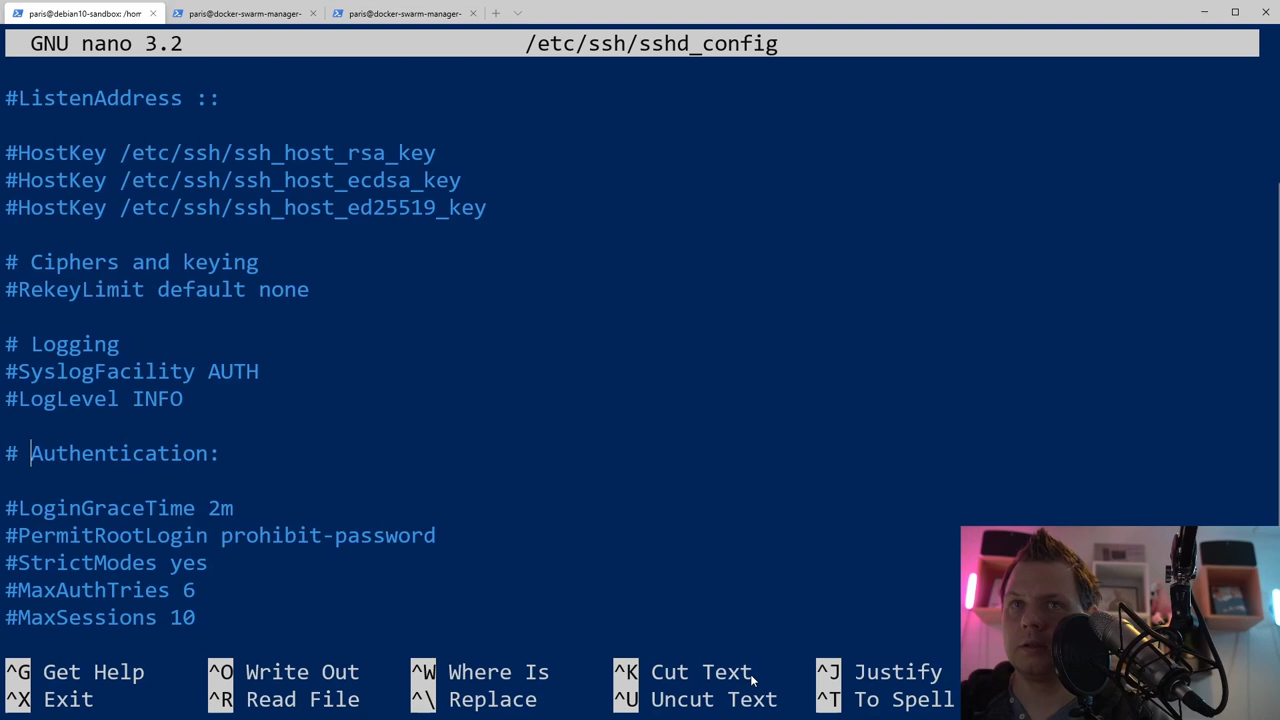 paris@debian10-sandbox: /hom
paris@docker-swarm-manager-
paris@docker-swarm-manager-
GNU nano 3.2
/etc/ssh/sshd_config
#ListenAddress ::
#HostKey /etc/ssh/ssh_host_rsa_key
#HostKey /etc/ssh/ssh_host_ecdsa_key
#HostKey /etc/ssh/ssh_host_ed25519_key
# Ciphers and keying
#RekeyLimit default none
# Logging
#SyslogFacility AUTH
#LogLevel INFO
# Authentication:
#LoginGraceTime 2m
#PermitRootLogin prohibit-password
#StrictModes yes
#MaxAuthTries 6
#MaxSessions 10
^G Get Help ^O Write Out ^W Where Is ^K Cut Text ^J Justify
^X Exit ^R Read File ^\ Replace ^U Uncut Text ^T To Spell